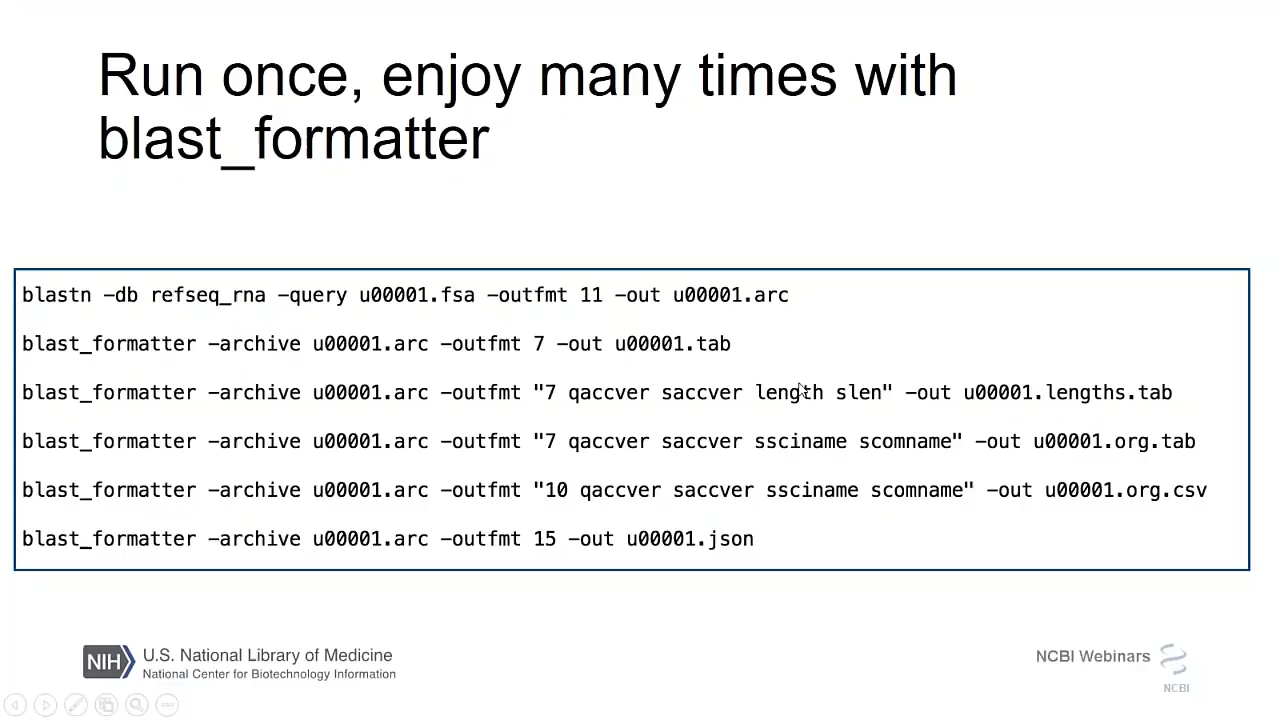 Run once, enjoy many times with
blast_formatter
blastn -db refseq_rna -query u00001.fsa -outfmt 11 -out u00001.arc
blast_formatter -archive u00001.arc -outfmt 7 -out u00001.tab
blast_formatter -archive u00001.arc -outfmt "7 qaccver saccver length slen" -out u00001.lengths.tab
blast_formatter -archive u00001.arc -outfmt "7 qaccver saccver ssciname scomname" -out u00001.org.tab
blast_formatter -archive u00001.arc -outfmt "10 qaccver saccver ssciname scomname" -out u00001.org.csv
blast_formatter -archive u00001.arc -outfmt 15 -out u00001.json
NIH
U.S. National Library of Medicine
National Center for Biotechnology Information
NCBI Webinars
NCBI